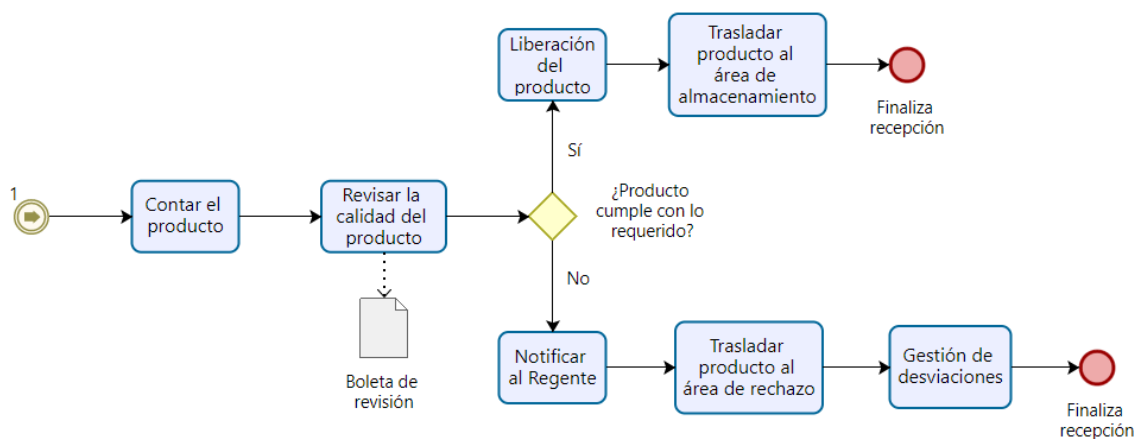 1
Contar el
producto
Revisar la
calidad del
producto
Boleta de
revisión
¿Producto
cumple con lo
requerido?
Sí
Liberación
del
producto
Trasladar
producto al
área de
almacenamiento
Finaliza
recepción
No
Notificar
al Regente
Trasladar
producto al
área de rechazo
Gestión de
desviaciones
Finaliza
recepción